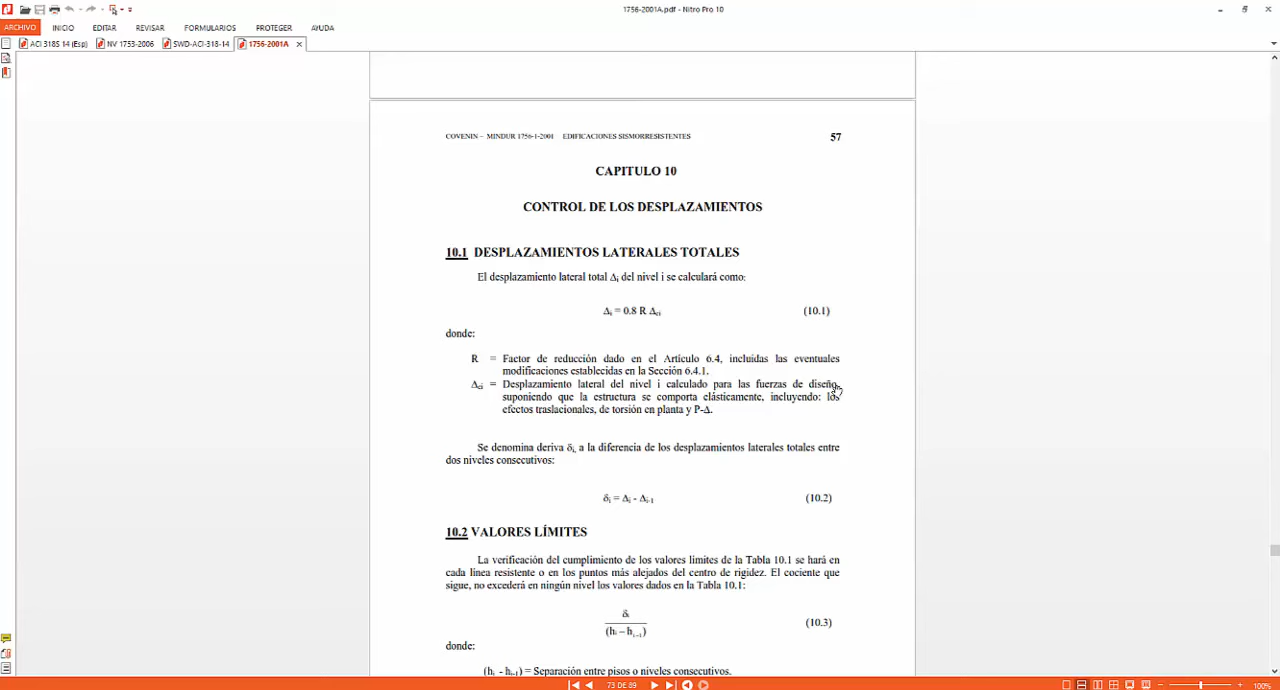 1756-2001A.pdf - Nitro Pro 10
ARCHIVO INICIO EDITAR REVISAR FORMULARIOS PROTEGER AYUDA
ACI 318S 14 (Esp) NV 1753-2006 SWD-ACI-318-14 1756-2001A
COVENIN – MINDUR 1756-1-2001 EDIFICACIONES SISMORRESISTENTES 57
CAPITULO 10
CONTROL DE LOS DESPLAZAMIENTOS
10.1 DESPLAZAMIENTOS LATERALES TOTALES
El desplazamiento lateral total Δi del nivel i se calculará como:
Δi = 0.8 R Δei (10.1)
donde:
R = Factor de reducción dado en el Artículo 6.4, incluidas las eventuales
modificaciones establecidas en la Sección 6.4.1.
Δei = Desplazamiento lateral del nivel i calculado para las fuerzas de diseño,
suponiendo que la estructura se comporta elásticamente, incluyendo: los
efectos traslacionales, de torsión en planta y P-Δ.
Se denomina deriva δi, a la diferencia de los desplazamientos laterales totales entre
dos niveles consecutivos:
δi = Δi - Δi-1 (10.2)
10.2 VALORES LÍMITES
La verificación del cumplimiento de los valores límites de la Tabla 10.1 se hará en
cada línea resistente o en los puntos más alejados del centro de rigidez. El cociente que
sigue, no excederá en ningún nivel los valores dados en la Tabla 10.1:
δi
(hi – hi-1) (10.3)
donde:
(hi - hi-1) = Separación entre pisos o niveles consecutivos.
73 DE 89
100%